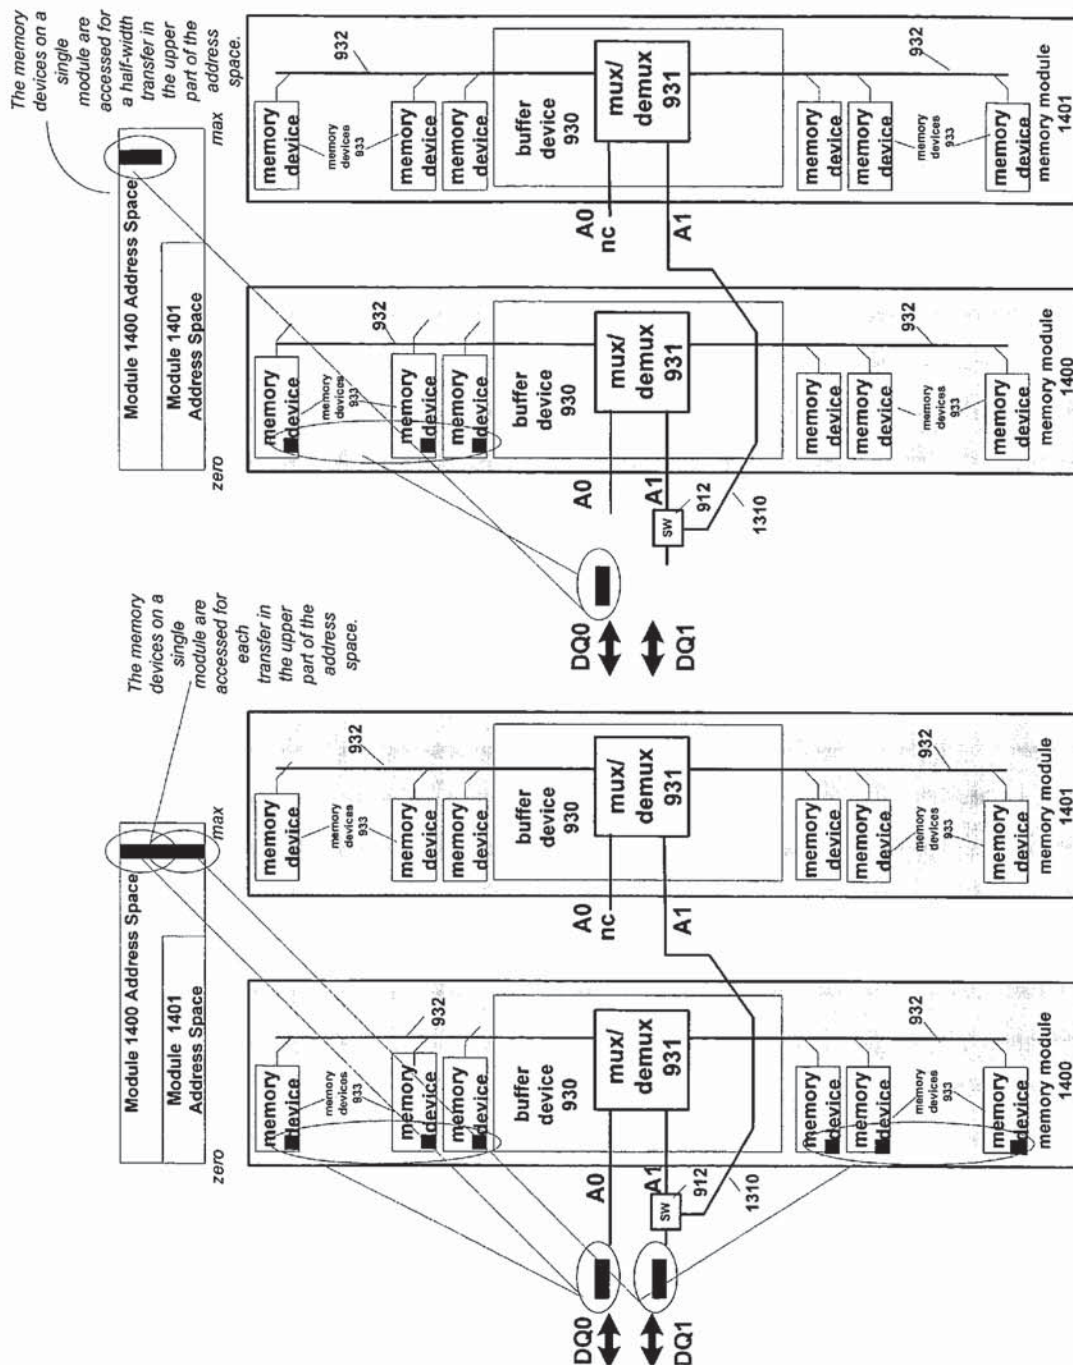 The memory
devices on a
single
module are
accessed for
each
transfer in
the upper
part of the
address
space.
Module 1400 Address Space
Module 1401
Address Space
zero
max
DQ0
DQ1
A0
A1
sw
912
1310
memory
device
memory
devices
933
memory
device
memory
device
932
buffer
device
930
mux/
demux
931
932
memory
device
memory
device
memory
devices
933
memory
device
memory module
1400
A0
nc
A1
memory
device
memory
devices
933
memory
device
memory
device
932
buffer
device
930
mux/
demux
931
932
memory
device
memory
device
memory
devices
933
memory
device
memory module
1401
The memory
devices on a
single
module are
accessed for
a half-width
transfer in
the upper
part of the
address
space.
Module 1400 Address Space
Module 1401
Address Space
zero
max
DQ0
DQ1
A0
A1
sw
912
1310
memory
device
memory
devices
933
memory
device
memory
device
932
buffer
device
930
mux/
demux
931
932
memory
device
memory
device
memory
devices
933
memory
device
memory module
1400
A0
nc
A1
memory
device
memory
devices
933
memory
device
memory
device
932
buffer
device
930
mux/
demux
931
932
memory
device
memory
device
memory
devices
933
memory
device
memory module
1401